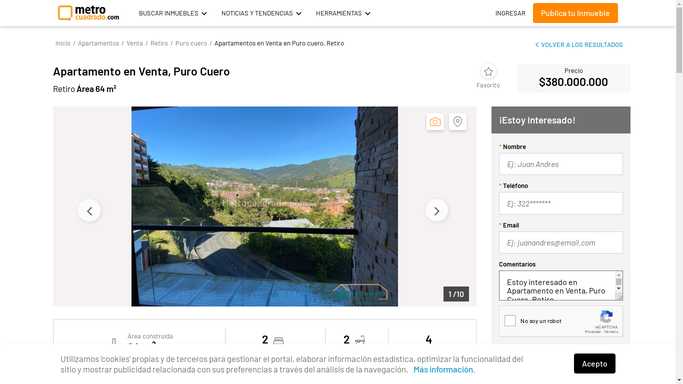 metro
cuadrado.com
BUSCAR INMUEBLES
NOTICIAS Y TENDENCIAS
HERRAMIENTAS
INGRESAR
Publica tu Inmueble
Inicio / Apartamentos / Venta / Retiro / Puro cuero / Apartamentos en Venta en Puro cuero, Retiro
VOLVER A LOS RESULTADOS
Apartamento en Venta, Puro Cuero
Retiro Área 64 m²
Favorito
Precio
$380.000.000
¡Estoy Interesado!
* Nombre
Ej: Juan Andres
* Teléfono
Ej: 322*******
* Email
Ej: juanandres@email.com
Comentarios
Estoy interesado en
Apartamento en Venta, Puro
Cuero, Retiro
No soy un robot
reCAPTCHA
Privacidad - Términos
metrocuadrado.com
1 / 10
Área construida
2
2
4
Utilizamos 'cookies' propias y de terceros para gestionar el portal, elaborar información estadística, optimizar la funcionalidad del
sitio y mostrar publicidad relacionada con sus preferencias a través del análisis de la navegación. Más información.
Acepto